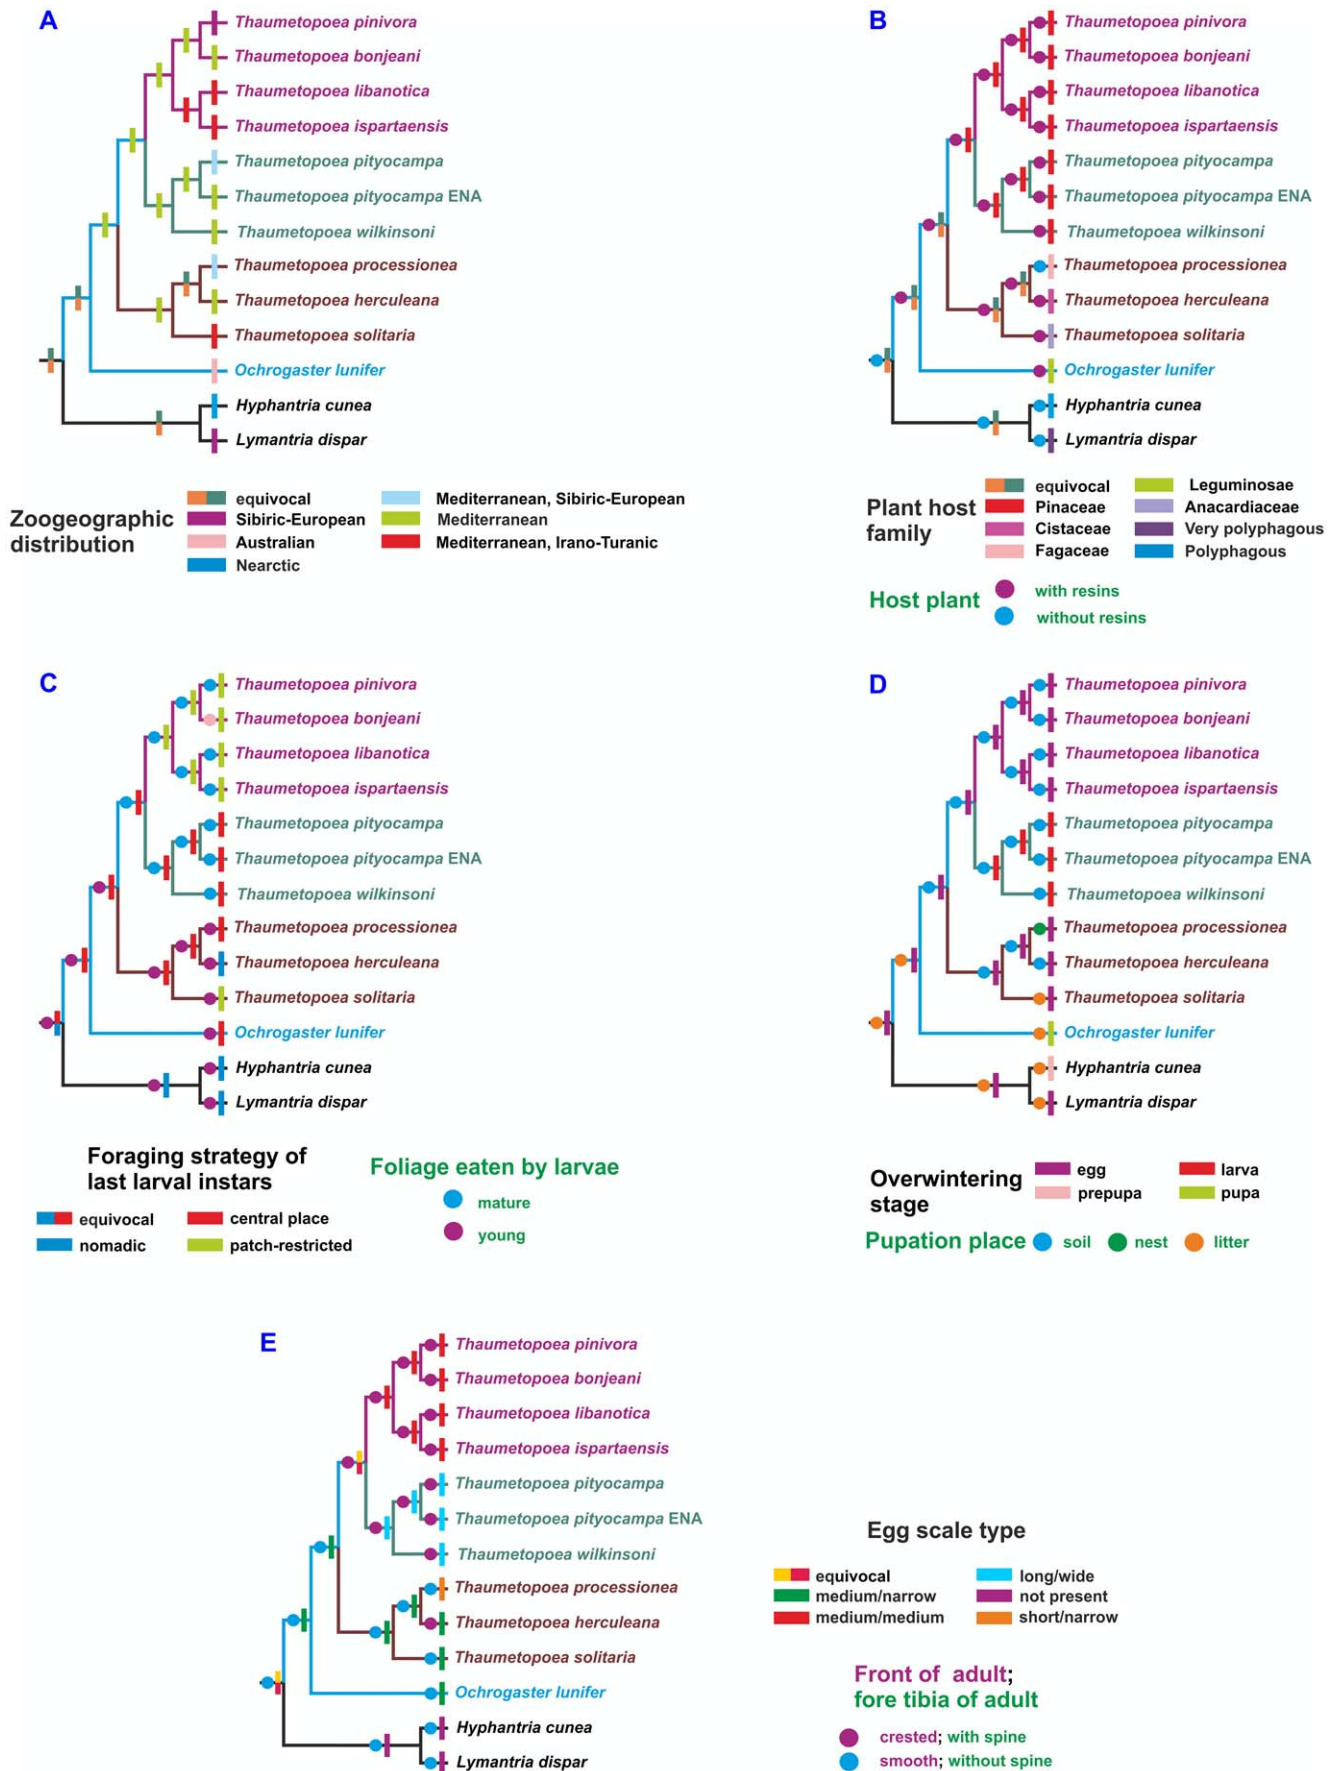 A
Thaumetopoea pinivora
Thaumetopoea bonjeani
Thaumetopoea libanotica
Thaumetopoea ispartaensis
Thaumetopoea pityocampa
Thaumetopoea pityocampa ENA
Thaumetopoea wilkinsoni
Thaumetopoea processionea
Thaumetopoea herculeana
Thaumetopoea solitaria
Ochrogaster lunifer
Hyphantria cunea
Lymantria dispar
Zoogeographic
distribution
equivocal
Sibiric-European
Australian
Nearctic
Mediterranean, Sibiric-European
Mediterranean
Mediterranean, Irano-Turanic
B
Thaumetopoea pinivora
Thaumetopoea bonjeani
Thaumetopoea libanotica
Thaumetopoea ispartaensis
Thaumetopoea pityocampa
Thaumetopoea pityocampa ENA
Thaumetopoea wilkinsoni
Thaumetopoea processionea
Thaumetopoea herculeana
Thaumetopoea solitaria
Ochrogaster lunifer
Hyphantria cunea
Lymantria dispar
Plant host
family
equivocal
Pinaceae
Cistaceae
Fagaceae
Leguminosae
Anacardiaceae
Very polyphagous
Polyphagous
Host plant
with resins
without resins
C
Thaumetopoea pinivora
Thaumetopoea bonjeani
Thaumetopoea libanotica
Thaumetopoea ispartaensis
Thaumetopoea pityocampa
Thaumetopoea pityocampa ENA
Thaumetopoea wilkinsoni
Thaumetopoea processionea
Thaumetopoea herculeana
Thaumetopoea solitaria
Ochrogaster lunifer
Hyphantria cunea
Lymantria dispar
Foraging strategy of
last larval instars
equivocal
nomadic
central place
patch-restricted
Foliage eaten by larvae
mature
young
D
Thaumetopoea pinivora
Thaumetopoea bonjeani
Thaumetopoea libanotica
Thaumetopoea ispartaensis
Thaumetopoea pityocampa
Thaumetopoea pityocampa ENA
Thaumetopoea wilkinsoni
Thaumetopoea processionea
Thaumetopoea herculeana
Thaumetopoea solitaria
Ochrogaster lunifer
Hyphantria cunea
Lymantria dispar
Overwintering
stage
egg
prepupa
larva
pupa
Pupation place
soil
nest
litter
E
Thaumetopoea pinivora
Thaumetopoea bonjeani
Thaumetopoea libanotica
Thaumetopoea ispartaensis
Thaumetopoea pityocampa
Thaumetopoea pityocampa ENA
Thaumetopoea wilkinsoni
Thaumetopoea processionea
Thaumetopoea herculeana
Thaumetopoea solitaria
Ochrogaster lunifer
Hyphantria cunea
Lymantria dispar
Egg scale type
equivocal
medium/narrow
medium/medium
long/wide
not present
short/narrow
Front of adult;
fore tibia of adult
crested; with spine
smooth; without spine